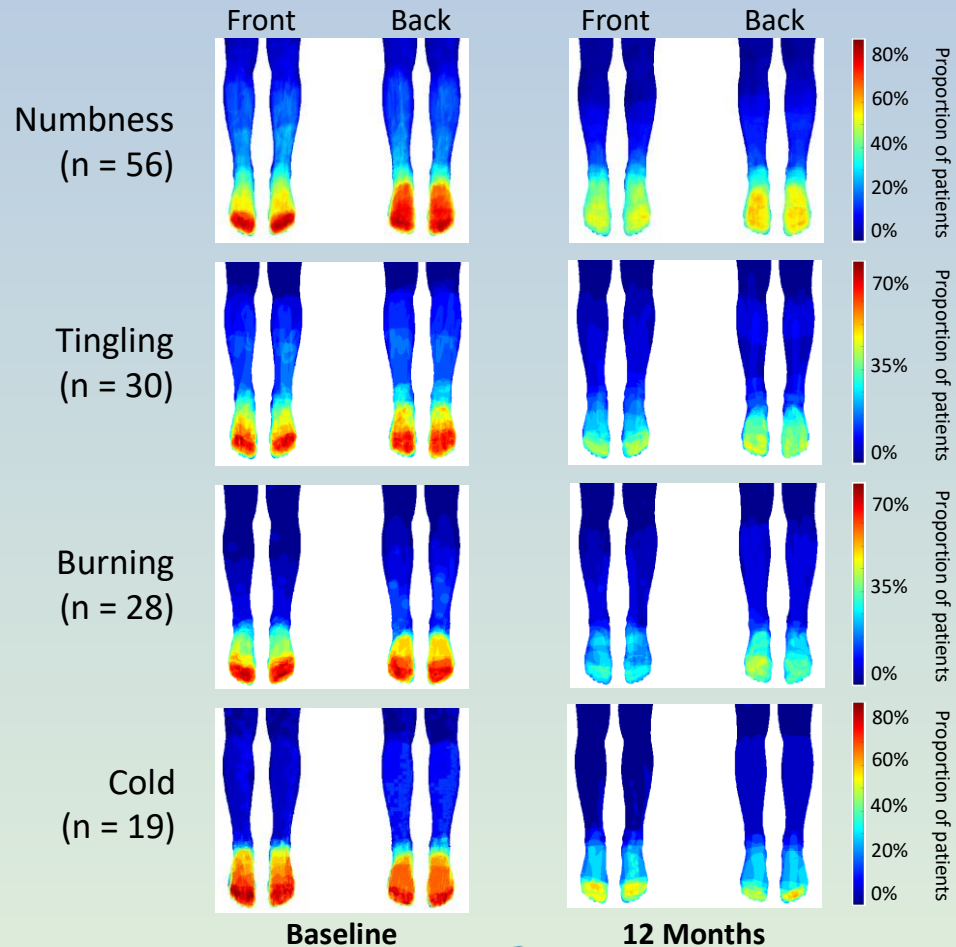 Front Back Front Back
Numbness
(n = 56)
80%
60%
40%
20%
0%
Proportion of patients
Tingling
(n = 30)
70%
35%
0%
Proportion of patients
Burning
(n = 28)
70%
35%
0%
Proportion of patients
Cold
(n = 19)
80%
60%
40%
20%
0%
Proportion of patients
Baseline 12 Months